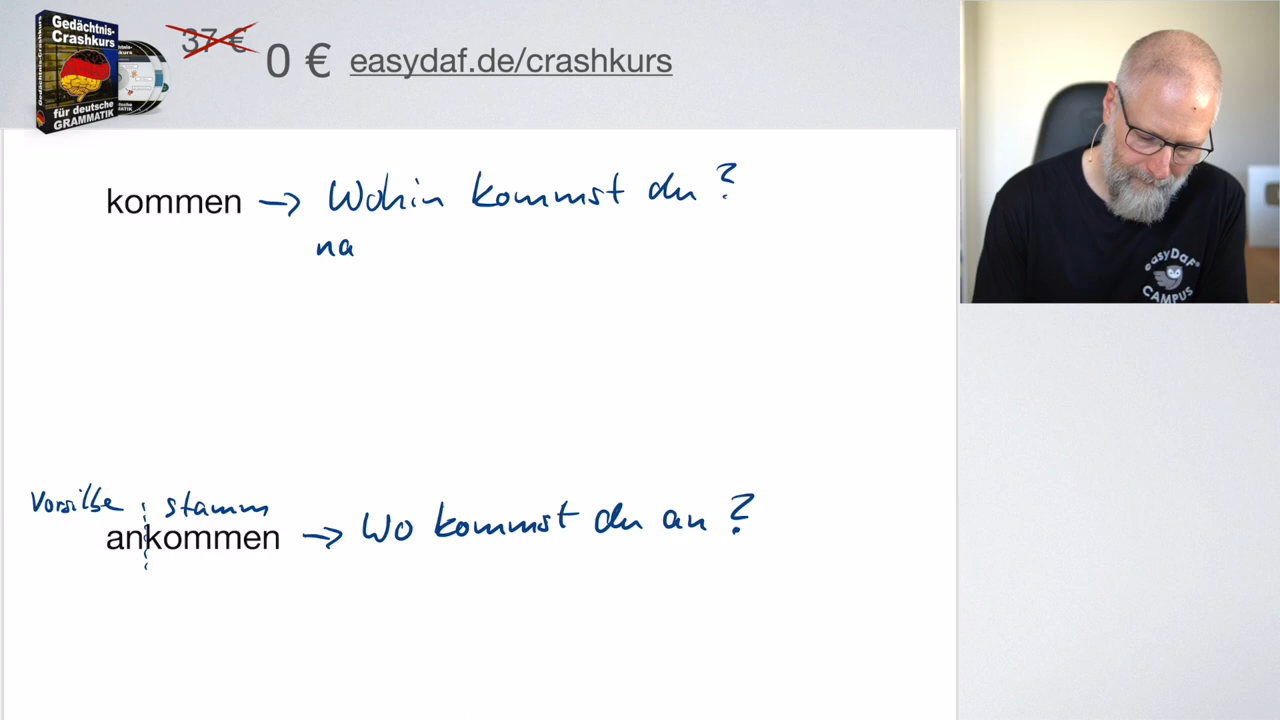 Gedächtnis-
Crashkurs
für deutsche
GRAMMATIK
37 €
0 € easydaf.de/crashkurs
kommen → Wohin kommst du?
na
Vorsilbe stamm
ankommen → Wo kommst du an?
easyDaF®
CAMPUS